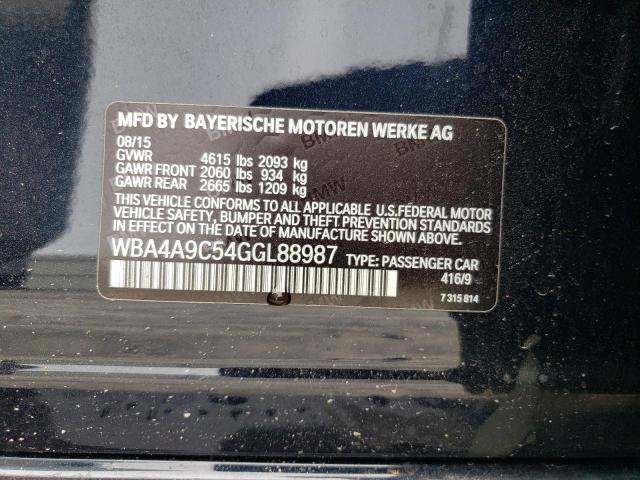 MFD BY BAYERISCHE MOTOREN WERKE AG
08/15
GVWR 4615 lbs 2093 kg
GAWR FRONT 2060 lbs 934 kg
GAWR REAR 2665 lbs 1209 kg
THIS VEHICLE CONFORMS TO ALL APPLICABLE U.S.FEDERAL MOTOR
VEHICLE SAFETY, BUMPER AND THEFT PREVENTION STANDARDS
IN EFFECT ON THE DATE OF MANUFACTURE SHOWN ABOVE.
WBA4A9C54GGL88987 TYPE: PASSENGER CAR
416/9
7 315 814